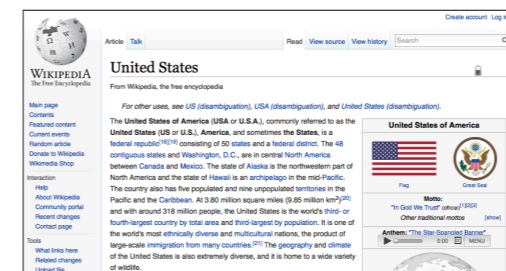 Create account Log i
Article Talk Read View source View history Search
WIKIPEDIA
The Free Encyclopedia
Main page
Contents
Featured content
Current events
Random article
Donate to Wikipedia
Wikimedia Shop
Interaction
Help
About Wikipedia
Community portal
Recent changes
Contact page
Tools
What links here
Related changes
Upload file
United States
From Wikipedia, the free encyclopedia
For other uses, see US (disambiguation), USA (disambiguation), and United States (disambiguation).
The United States of America (USA or U.S.A.), commonly referred to as the
United States (US or U.S.), America, and sometimes the States, is a
federal republic[18][19] consisting of 50 states and a federal district. The 48
contiguous states and Washington, D.C., are in central North America
between Canada and Mexico. The state of Alaska is the northwestern part of
North America and the state of Hawaii is an archipelago in the mid-Pacific.
The country also has five populated and nine unpopulated territories in the
Pacific and the Caribbean. At 3.80 million square miles (9.85 million km²)[20]
and with around 318 million people, the United States is the world's third- or
fourth-largest country by total area and third-largest by population. It is one of
the world's most ethnically diverse and multicultural nations, the product of
large-scale immigration from many countries.[21] The geography and climate
of the United States is also extremely diverse, and it is home to a wide variety
of wildlife.
United States of America
Flag Great Seal
Motto:
"In God We Trust" (official)[1][2][3]
Other traditional mottos [show]
Anthem: "The Star-Spangled Banner"
0:00 MENU